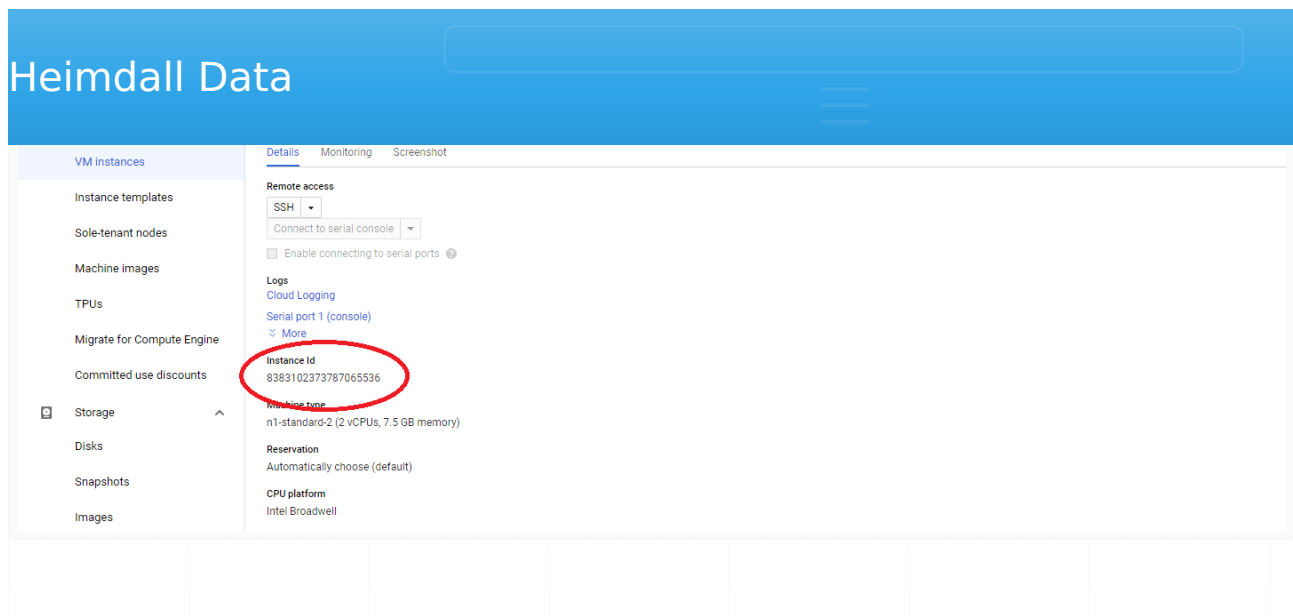 Heimdall Data
VM instances
Instance templates
Sole-tenant nodes
Machine images
TPUs
Migrate for Compute Engine
Committed use discounts
Storage
Disks
Snapshots
Images
Details Monitoring Screenshot
Remote access
SSH
Connect to serial console
Enable connecting to serial ports
Logs
Cloud Logging
Serial port 1 (console)
More
Instance Id
8383102373787065536
Machine type
n1-standard-2 (2 vCPUs, 7.5 GB memory)
Reservation
Automatically choose (default)
CPU platform
Intel Broadwell